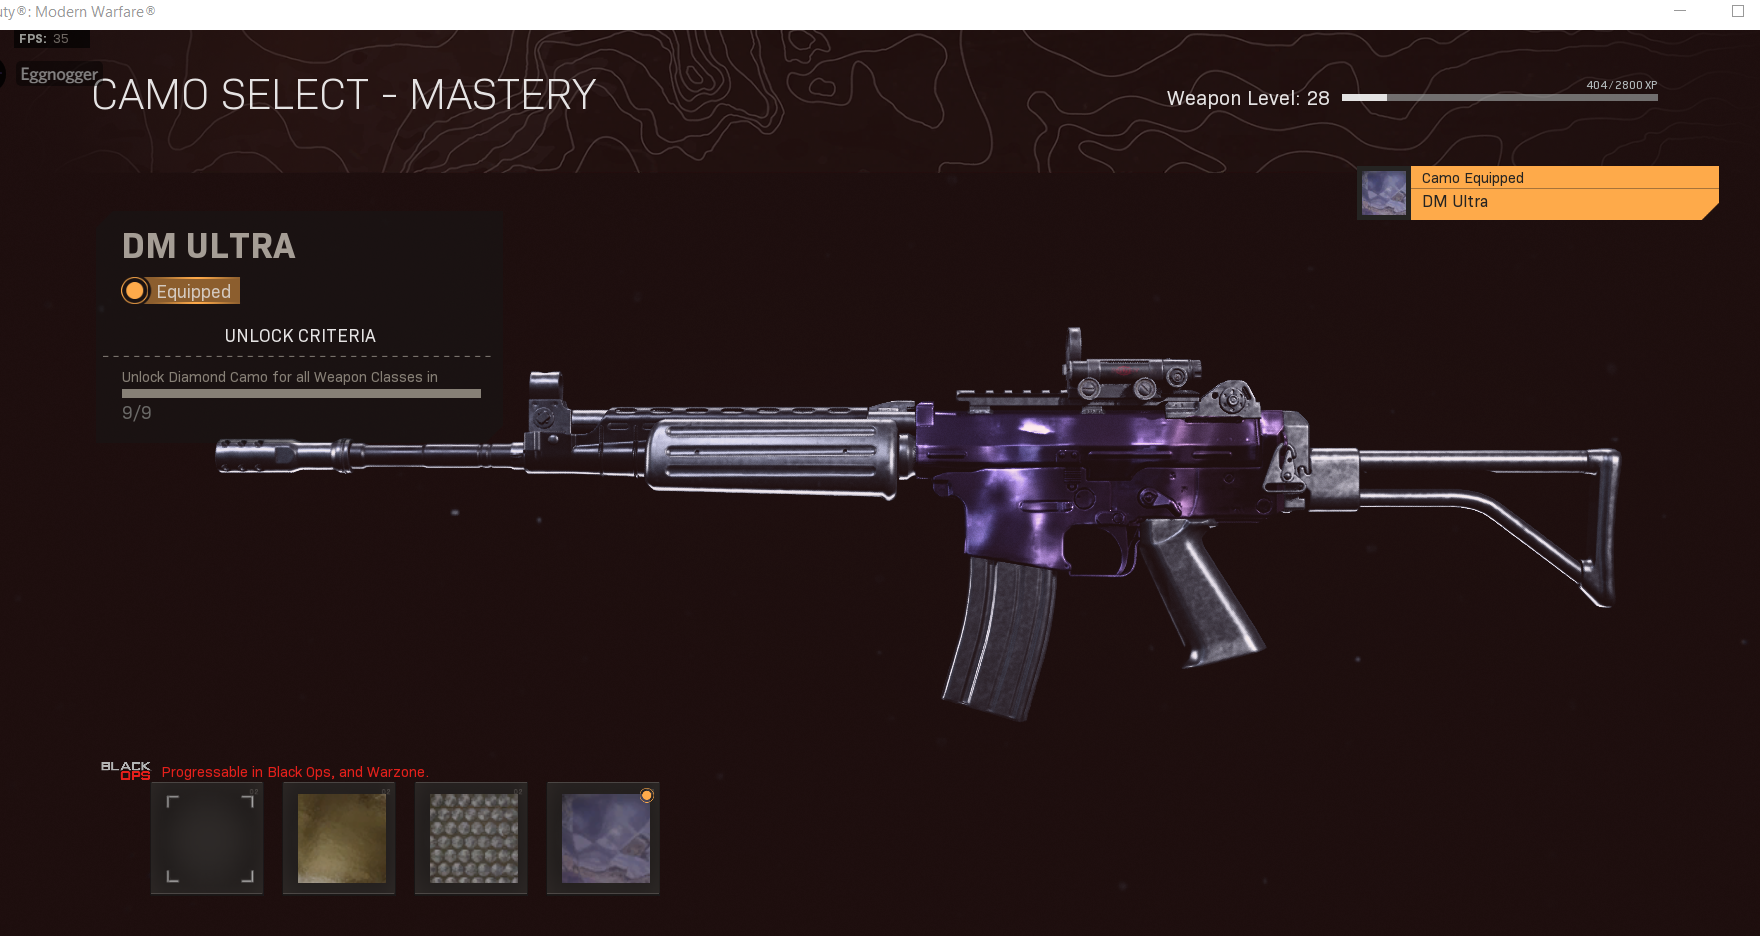 uty®: Modern Warfare®
FPS: 35
Eggnogger
CAMO SELECT - MASTERY
Weapon Level: 28
404/2800 XP
Camo Equipped
DM Ultra
DM ULTRA
Equipped
UNLOCK CRITERIA
Unlock Diamond Camo for all Weapon Classes in
9/9
BLACK
OPS
Progressable in Black Ops, and Warzone.